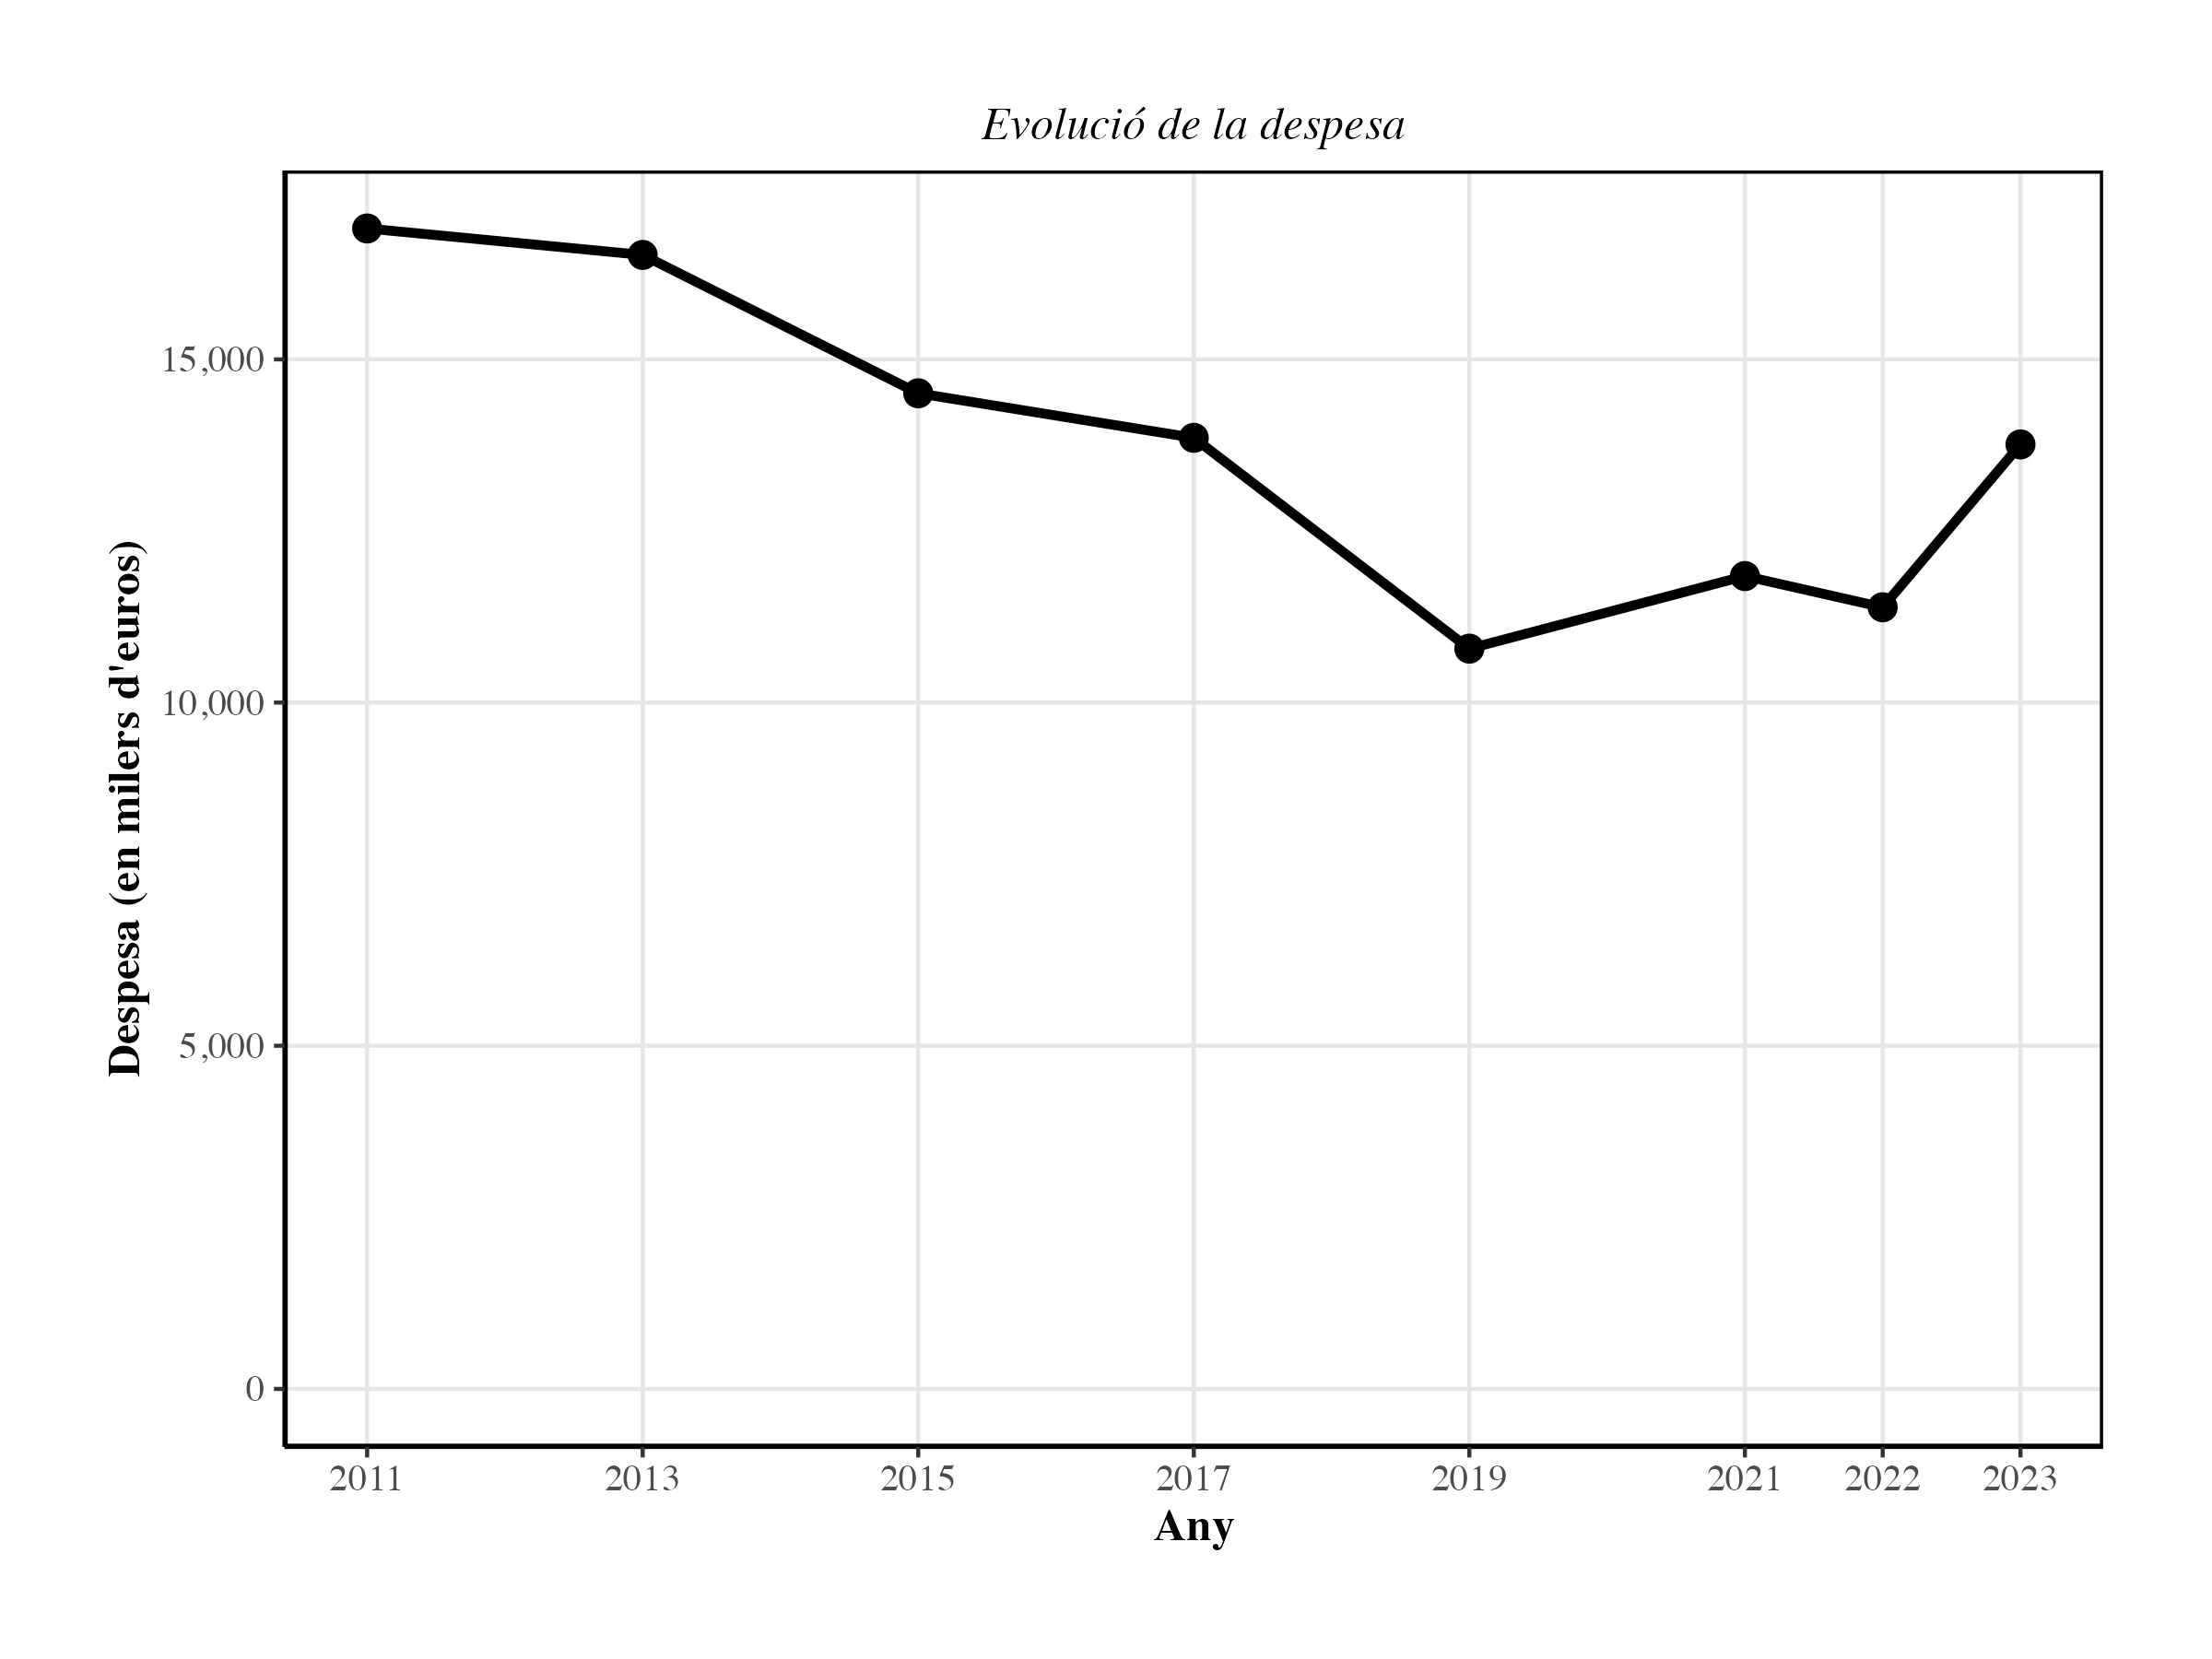 Evolució de la despesa
Despesa (en milers d'euros)
15,000
10,000
5,000
0
2011 2013 2015 2017 2019 2021 2022 2023
Any